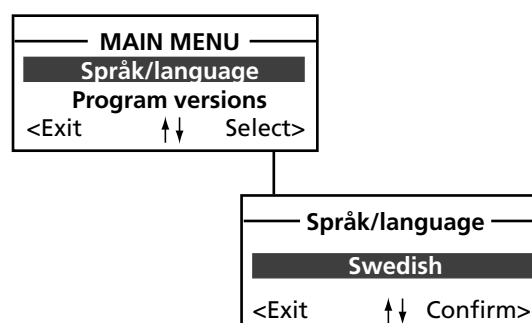 MAIN MENU
Språk/language
Program versions
<Exit ↑↓ Select>
Språk/language
Swedish
<Exit ↑↓ Confirm>